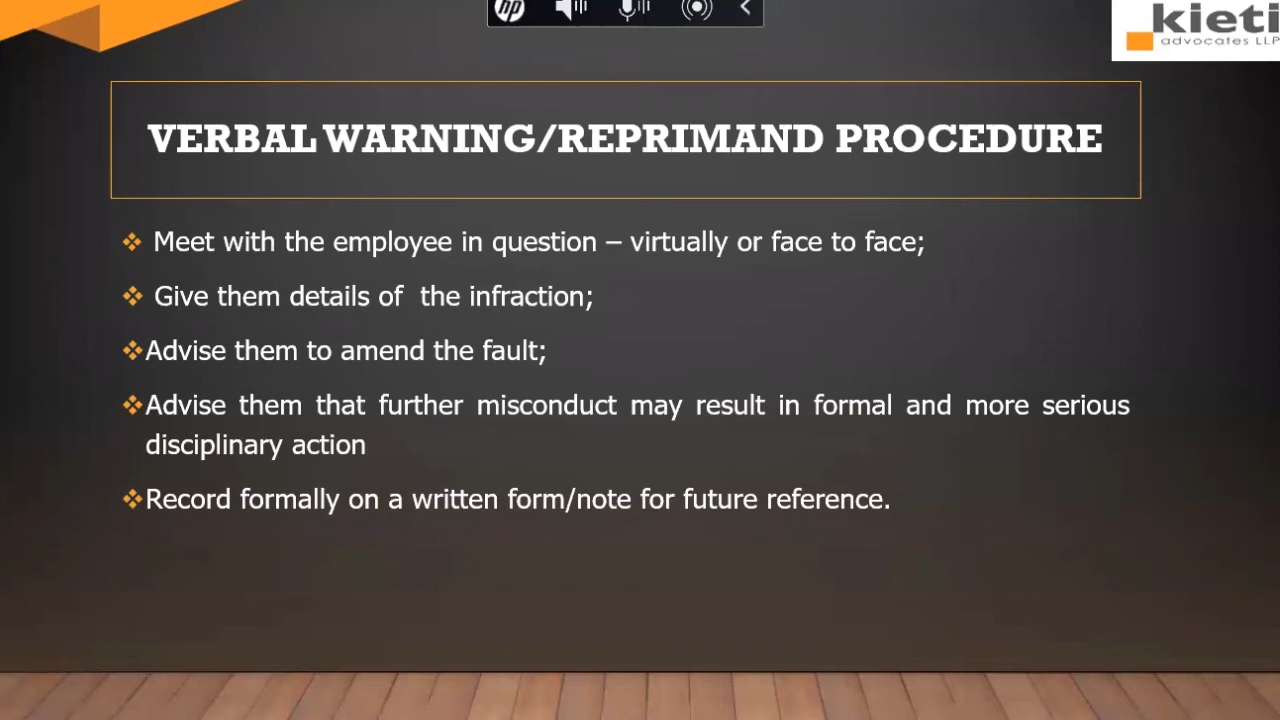 hp
kieti
advocates LLP
VERBAL WARNING/REPRIMAND PROCEDURE
Meet with the employee in question – virtually or face to face;
Give them details of the infraction;
Advise them to amend the fault;
Advise them that further misconduct may result in formal and more serious
disciplinary action
Record formally on a written form/note for future reference.